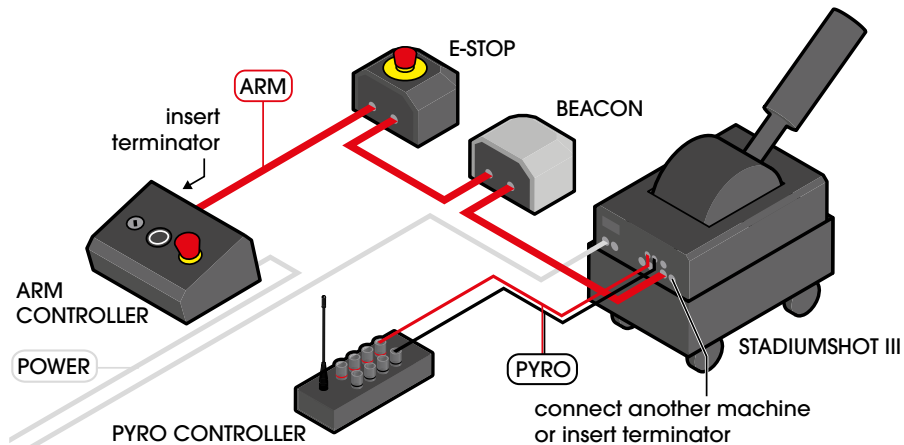 E-STOP
ARM
BEACON
insert
terminator
ARM
CONTROLLER
POWER
STADIUMSHOT III
PYRO
connect another machine
or insert terminator
PYRO CONTROLLER